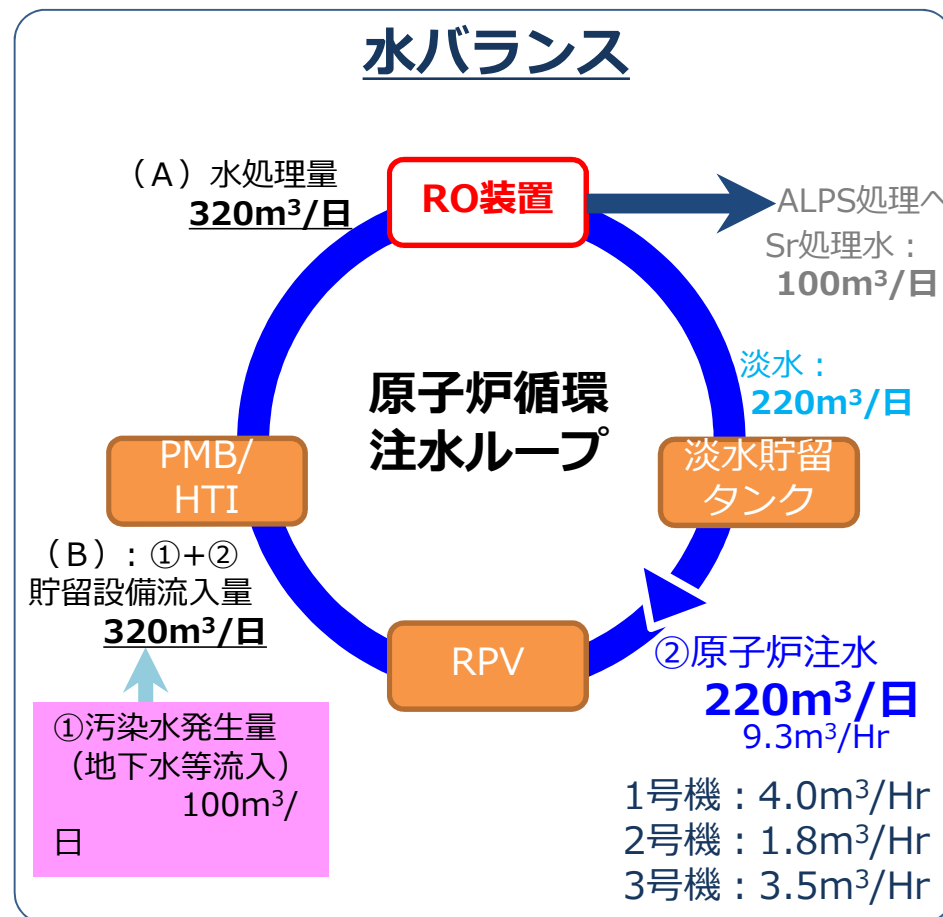 水バランス
（A）水処理量
320m³/日
RO装置
ALPS処理へ
Sr処理水：
100m³/日
淡水：
220m³/日
原子炉循環
注水ループ
PMB/
HTI
淡水貯留
タンク
（B）: ①+②
貯留設備流入量
320m³/日
RPV
②原子炉注水
220m³/日
9.3m³/Hr
①汚染水発生量
（地下水等流入）
100m³/
日
1号機：4.0m³/Hr
2号機：1.8m³/Hr
3号機：3.5m³/Hr